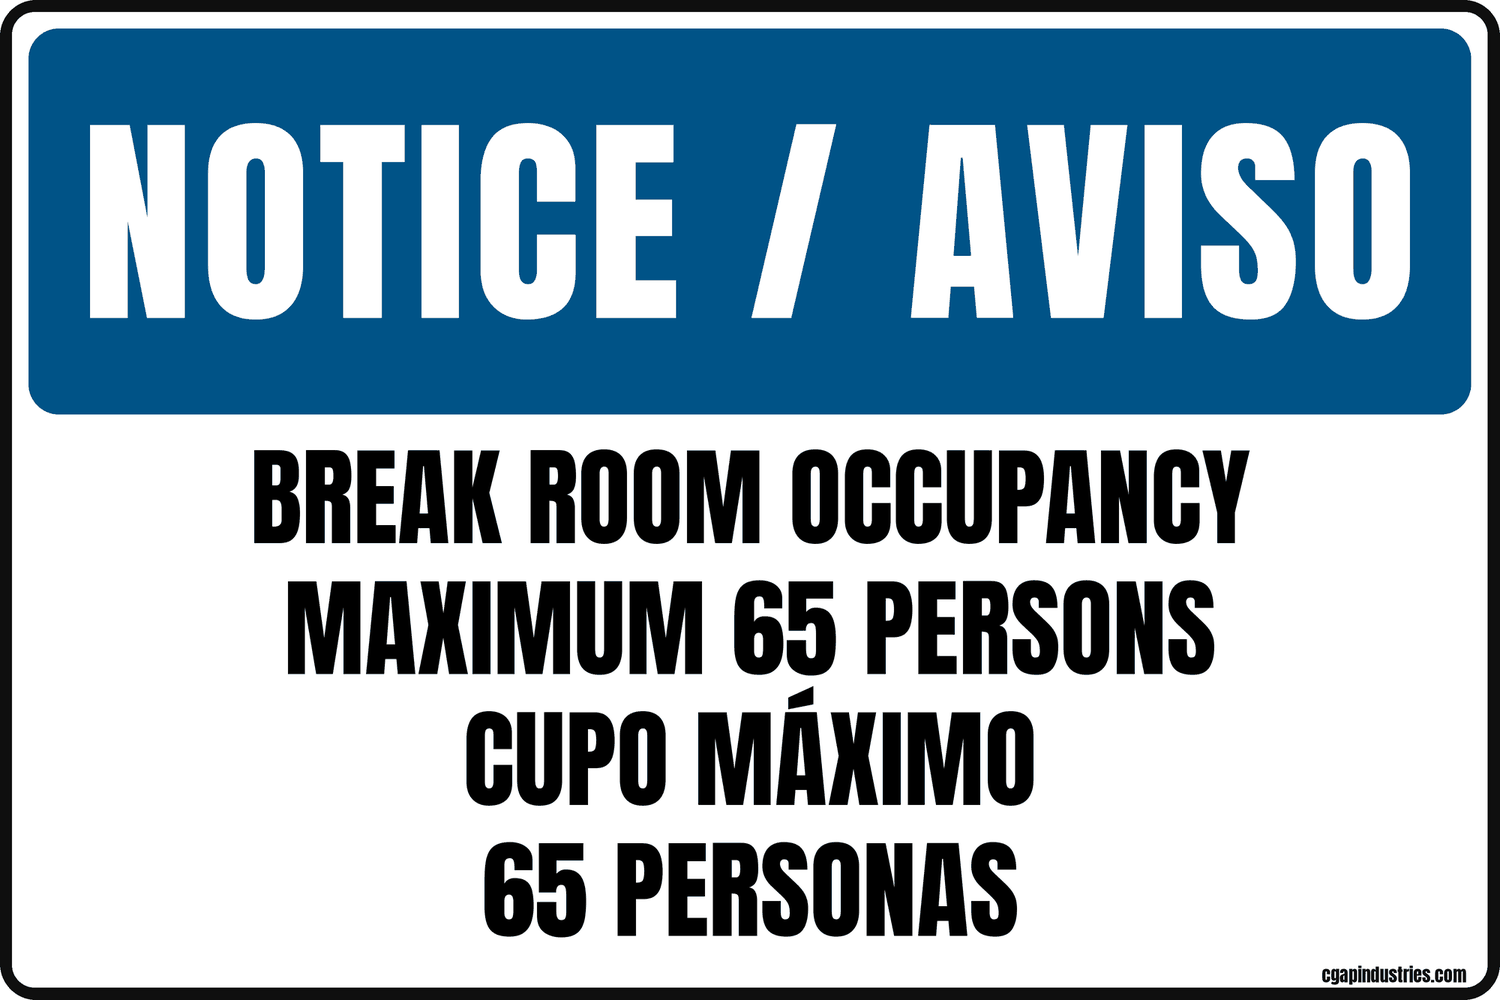 NOTICE / AVISO
BREAK ROOM OCCUPANCY
MAXIMUM 65 PERSONS
CUPO MÁXIMO
65 PERSONAS
cgapindustries.com